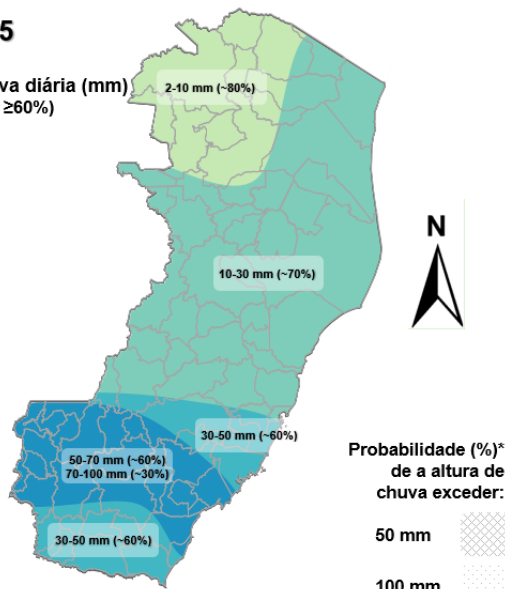 5
va diária (mm)
≥60%)
2-10 mm (~80%)
10-30 mm (~70%)
N
30-50 mm (~60%)
50-70 mm (~60%)
70-100 mm (~30%)
30-50 mm (~60%)
Probabilidade (%)*
de a altura de
chuva exceder:
50 mm
100 mm